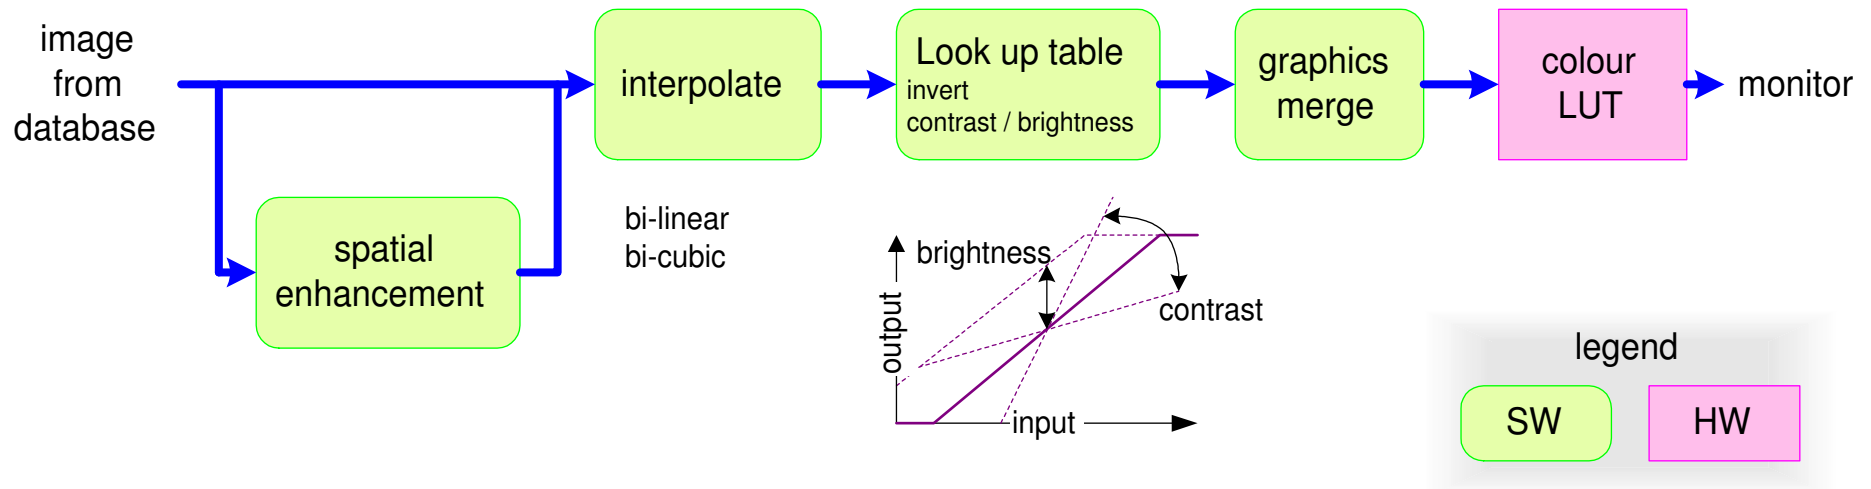 image
from
database
interpolate
Look up table
invert
contrast / brightness
graphics
merge
colour
LUT
monitor
spatial
enhancement
bi-linear
bi-cubic
brightness
output
contrast
input
legend
SW
HW